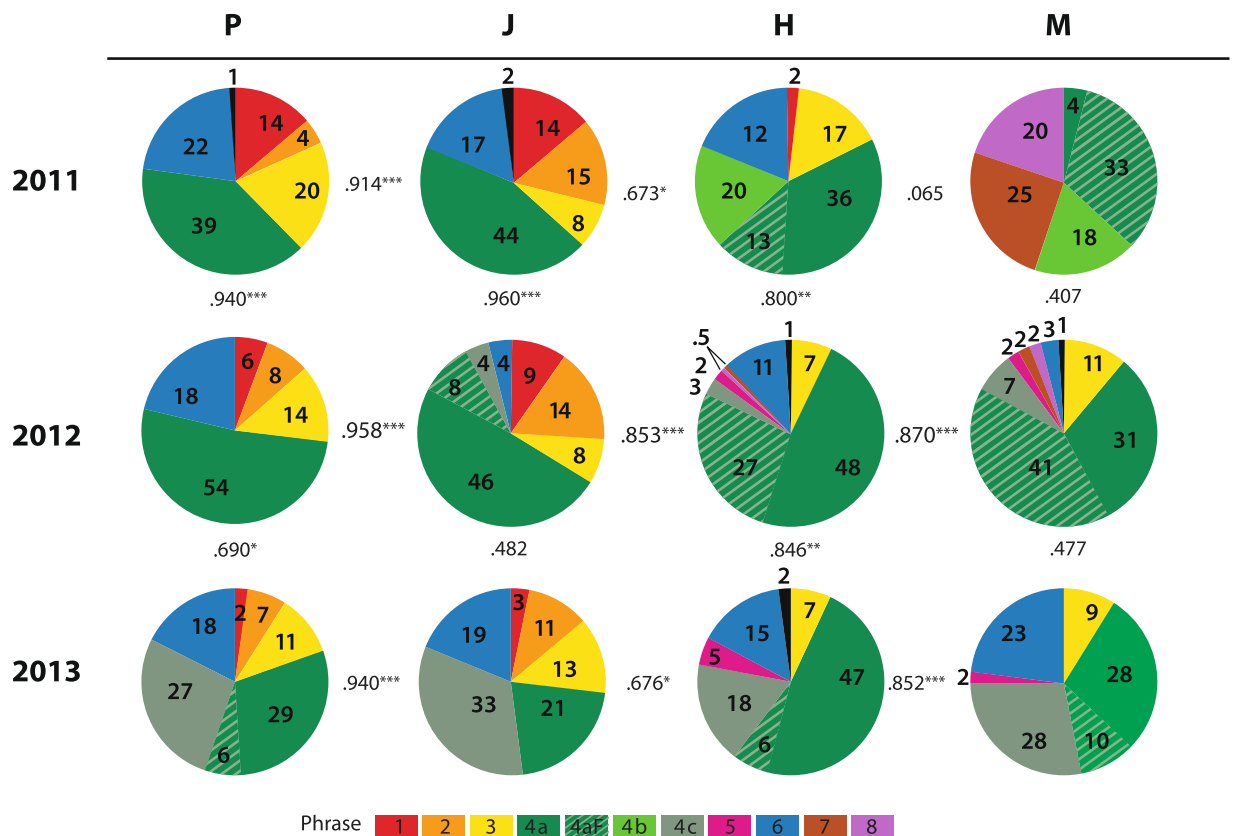 P J H M
1 2 2
14 4 20 39 22
14 15 8 44 17
17 36 13 20 12
4 33 18 25 20
2011 .914*** .673* .065
.940*** .960*** .800** .407
6 8 14 54 18
9 14 8 46 8 4 4
1 7 48 27 3 2 .5 11
1 11 31 41 7 2 2 2 3
2012 .958*** .853*** .870***
.690* .482 .846** .477
2 7 11 29 6 27 18
3 11 13 21 33 19
2 7 47 6 18 5 15
9 28 10 28 2 23
2013 .940*** .676* .852***
Phrase 1 2 3 4a 4aF 4b 4c 5 6 7 8